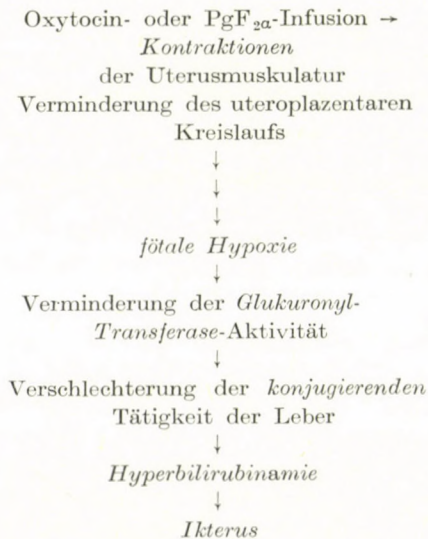 Oxytocin- oder PgF₂α-Infusion →
Kontraktionen
der Uterusmuskulatur
Verminderung des uteroplazentaren
Kreislaufs
↓
↓
↓
fötale Hypoxie
↓
Verminderung der Glukuronyl-
Transferase-Aktivität
↓
Verschlechterung der konjugierenden
Tätigkeit der Leber
↓
Hyperbilirubinamie
↓
Ikterus